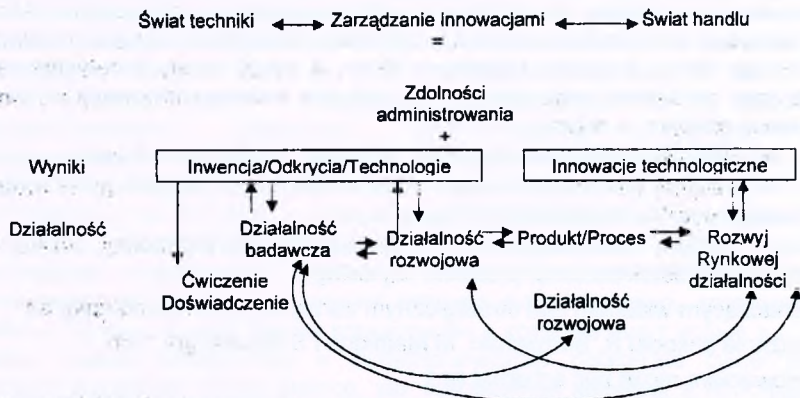 Świat techniki Zarządzanie innowacjami Świat handlu
=
Zdolności
administrowania
+
Wyniki Inwencja/Odkrycia/Technologie Innowacje technologiczne
Działalność
Działalność
badawcza
Działalność
rozwojowa
Produkt/Proces
Rozwyj
Rynkowej
działalności
Ćwiczenie
Doświadczenie
Działalność
rozwojowa